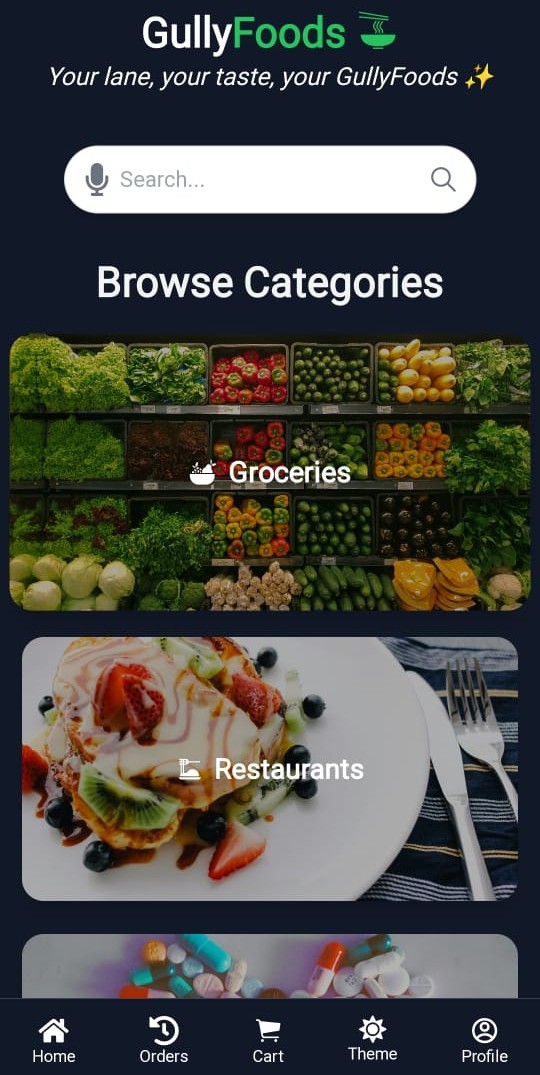 GullyFoods
Your lane, your taste, your GullyFoods ✨
Search...
Browse Categories
Groceries
Restaurants
Home Orders Cart Theme Profile